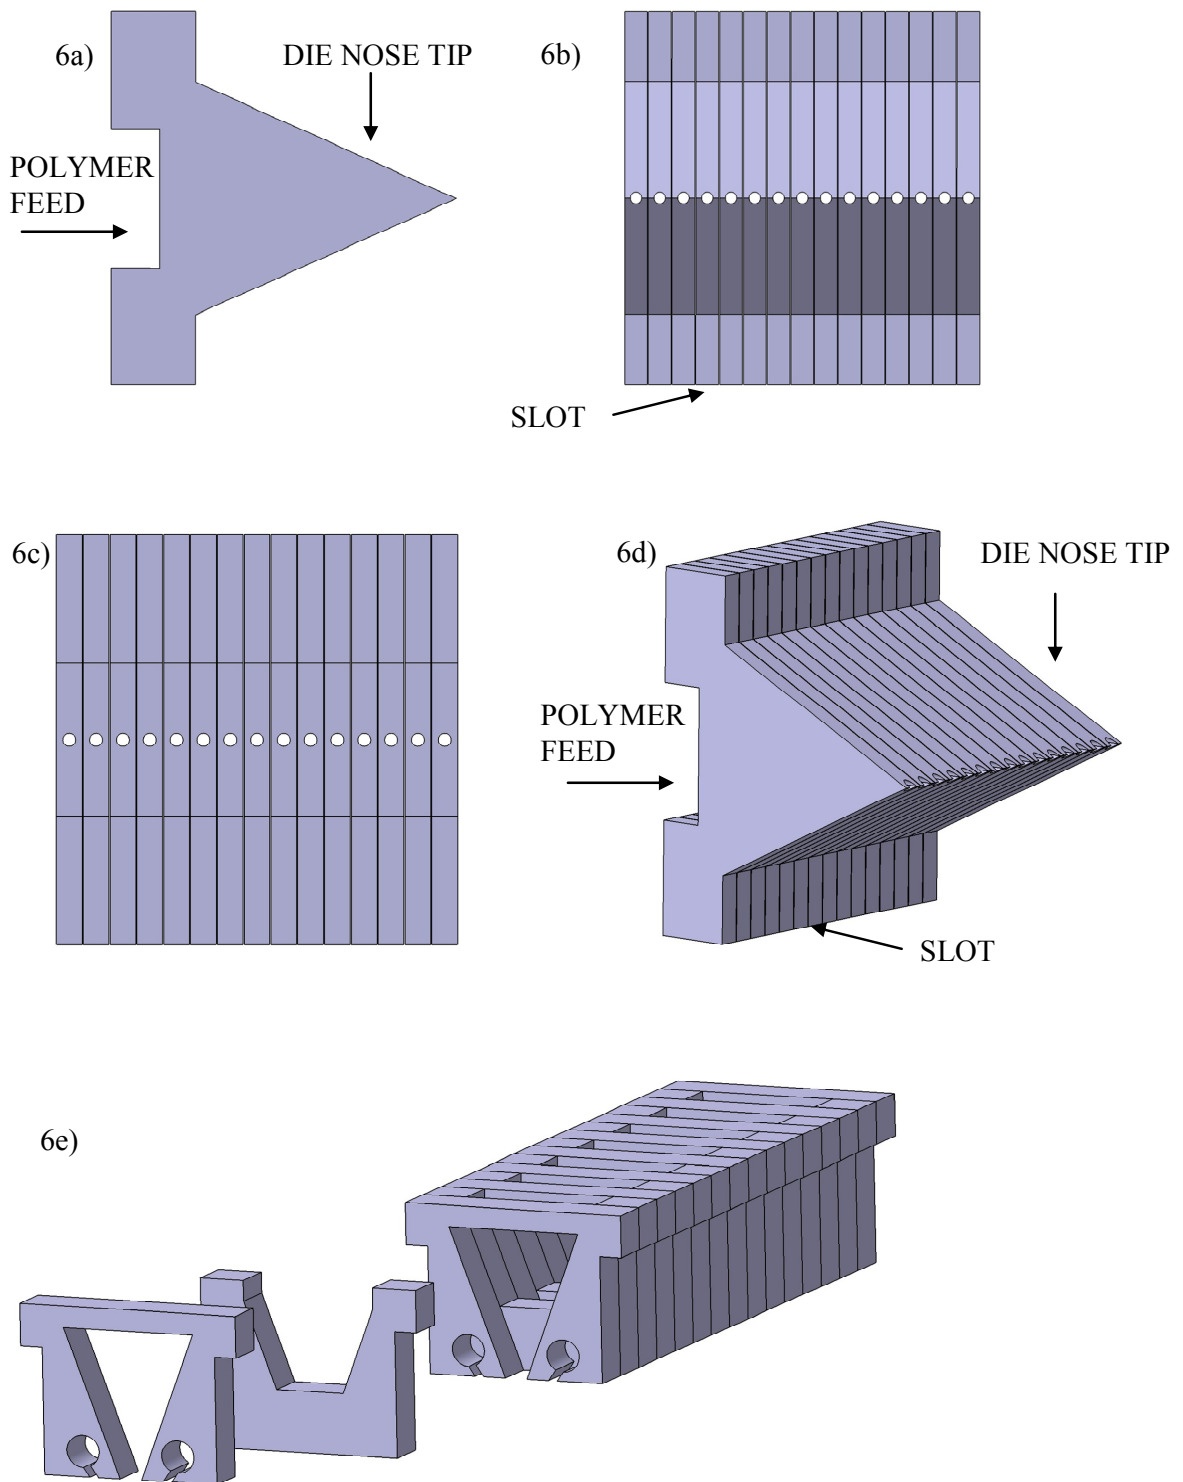 6a)
DIE NOSE TIP
POLYMER
FEED
6b)
SLOT
6c)
6d)
DIE NOSE TIP
POLYMER
FEED
SLOT
6e)